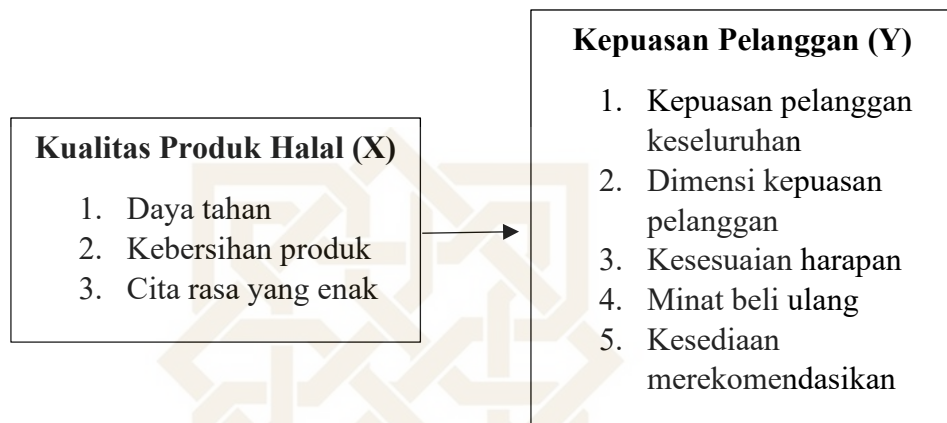 Kualitas Produk Halal (X)
1. Daya tahan
2. Kebersihan produk
3. Cita rasa yang enak
Kepuasan Pelanggan (Y)
1. Kepuasan pelanggan
keseluruhan
2. Dimensi kepuasan
pelanggan
3. Kesesuaian harapan
4. Minat beli ulang
5. Kesediaan
merekomendasikan